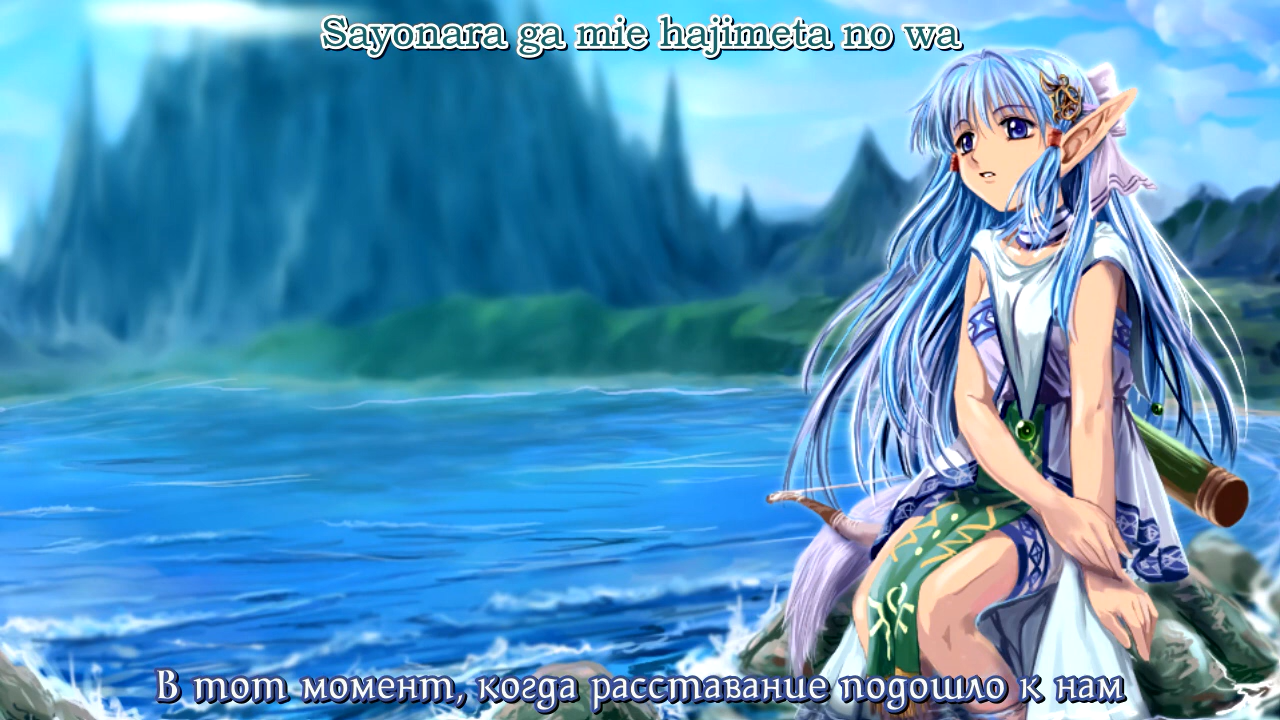 Sayonara ga mie hajimeta no wa
В тот момент, когда расставание подошло к нам